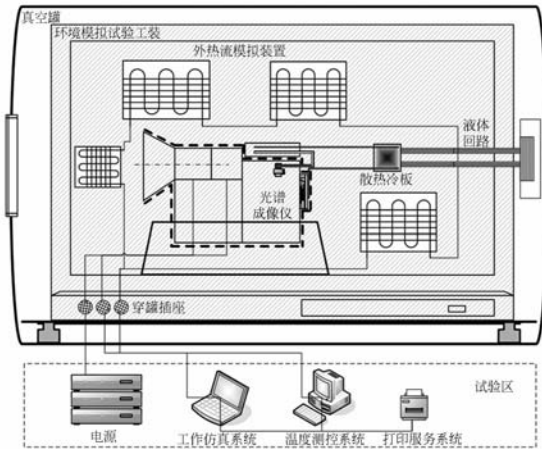 真空罐
环境模拟试验工装
外热流模拟装置
液体
回路
散热冷板
光谱
成像仪
穿罐插座
试验区
电源
工作仿真系统
温度测控系统
打印服务系统